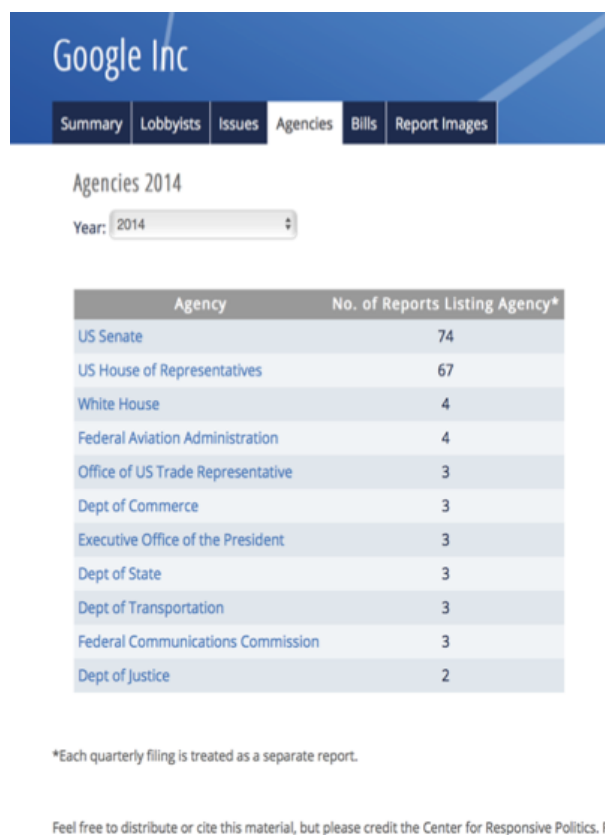 Google Inc
Summary Lobbyists Issues Agencies Bills Report Images
Agencies 2014
Year: 2014
Agency No. of Reports Listing Agency*
US Senate 74
US House of Representatives 67
White House 4
Federal Aviation Administration 4
Office of US Trade Representative 3
Dept of Commerce 3
Executive Office of the President 3
Dept of State 3
Dept of Transportation 3
Federal Communications Commission 3
Dept of Justice 2
*Each quarterly filing is treated as a separate report.
Feel free to distribute or cite this material, but please credit the Center for Responsive Politics.